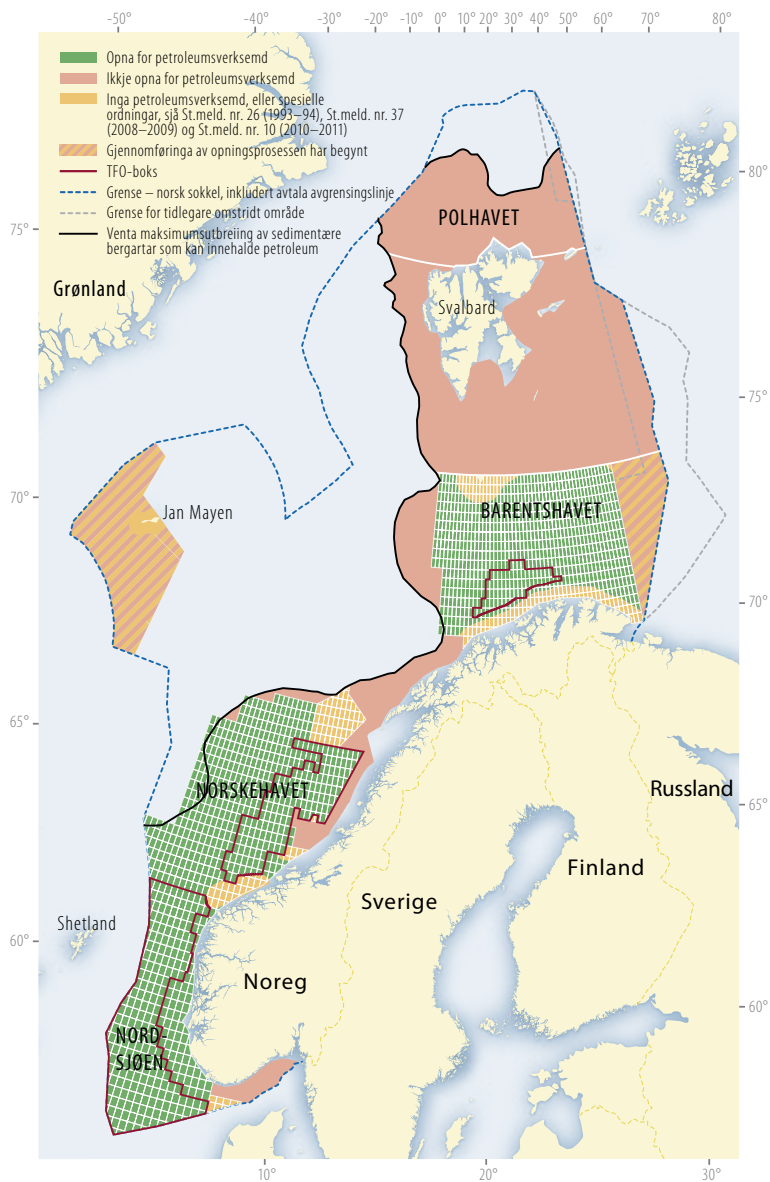 -50° -40° -30° -20° -10° 0° 10° 20° 30° 40° 50° 60° 70° 80°
Opna for petroleumsverksemd
Ikkje opna for petroleumsverksemd
Inga petroleumsverksemd, eller spesielle
ordningar, sjå St.meld. nr. 26 (1993–94), St.meld. nr. 37
(2008–2009) og St.meld. nr. 10 (2010–2011)
Gjennomføringa av opningsprosessen har begynt
TFO-boks
Grense – norsk sokkel, inkludert avtala avgrensingslinje
Grense for tidlegare omstridt område
Venta maksimumsutbreiing av sedimentære
bergartar som kan innehalde petroleum
80°
POLHAVET
75°
Grønland
Svalbard
75°
70°
Jan Mayen
BARENTSHAVET
70°
65°
NORSKEHAVET
Russland
65°
Finland
Sverige
Shetland
60°
Noreg
60°
NORD-
SJØEN
10° 20° 30°